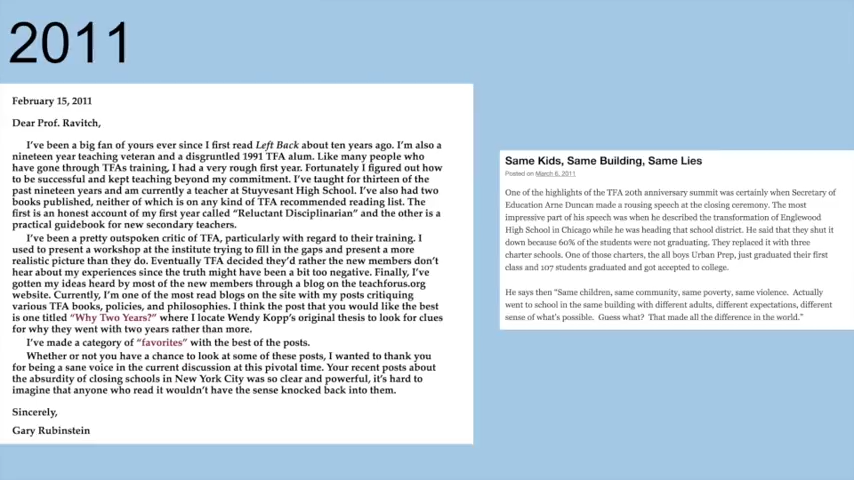 2011
February 15, 2011
Dear Prof. Ravitch,
I've been a big fan of yours ever since I first read Left Back about ten years ago. I'm also a
nineteen year teaching veteran and a disgruntled 1991 TFA alum. Like many people who
have gone through TFAs training, I had a very rough first year. Fortunately I figured out how
to be successful and kept teaching beyond my commitment. I've taught for thirteen of the
past nineteen years and am currently a teacher at Stuyvesant High School. I've also had two
books published, neither of which is on any kind of TFA recommended reading list. The
first is an honest account of my first year called "Reluctant Disciplinarian" and the other is a
practical guidebook for new secondary teachers.
I've been a pretty outspoken critic of TFA, particularly with regard to their training. I
used to present a workshop at the institute trying to fill in the gaps and present a more
realistic picture than they do. Eventually TFA decided they'd rather the new members don't
hear about my experiences since the truth might have been a bit too negative. Finally, I've
gotten my ideas heard by most of the new members through a blog on the teachforus.org
website. Currently, I'm one of the most read blogs on the site with my posts critiquing
various TFA books, policies, and philosophies. I think the post that you would like the best
is one titled "Why Two Years?" where I locate Wendy Kopp's original thesis to look for clues
for why they went with two years rather than more.
I've made a category of "favorites" with the best of the posts.
Whether or not you have a chance to look at some of these posts, I wanted to thank you
for being a sane voice in the current discussion at this pivotal time. Your recent posts about
the absurdity of closing schools in New York City was so clear and powerful, it's hard to
imagine that anyone who read it wouldn't have the sense knocked back into them.
Sincerely,
Gary Rubinstein
Same Kids, Same Building, Same Lies
Posted on March 6, 2011
One of the highlights of the TFA 20th anniversary summit was certainly when Secretary of
Education Arne Duncan made a rousing speech at the closing ceremony. The most
impressive part of his speech was when he described the transformation of Englewood
High School in Chicago while he was heading that school district. He said that they shut it
down because 60% of the students were not graduating. They replaced it with three
charter schools. One of those charters, the all boys Urban Prep, just graduated their first
class and 107 students graduated and got accepted to college.
He says then "Same children, same community, same poverty, same violence. Actually
went to school in the same building with different adults, different expectations, different
sense of what's possible. Guess what? That made all the difference in the world."